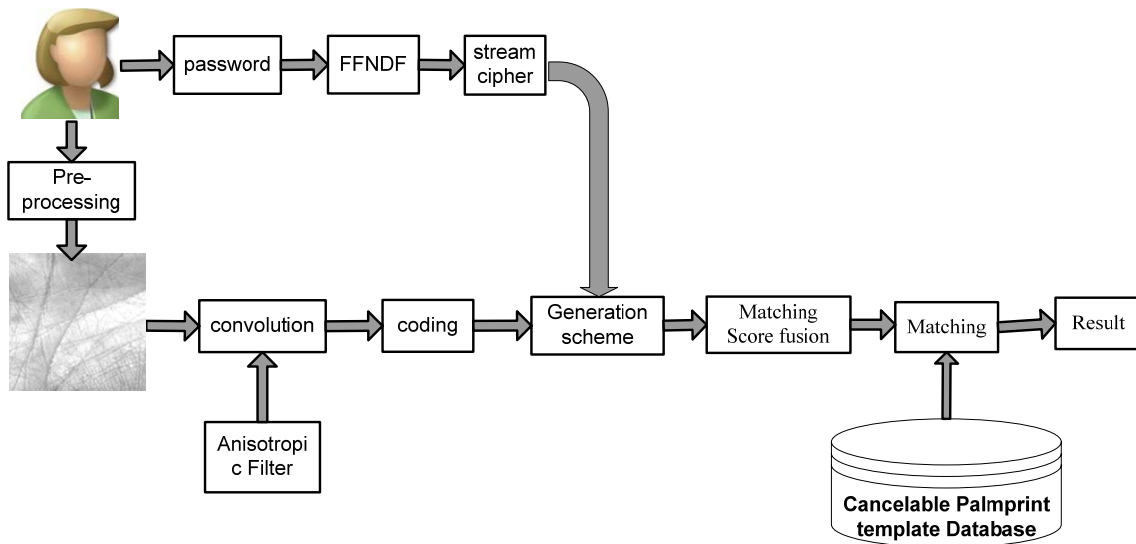 password
FFNDF
stream
cipher
Pre-
processing
convolution
coding
Generation
scheme
Matching
Score fusion
Matching
Result
Anisotropi
c Filter
Cancelable Palmprint
template Database